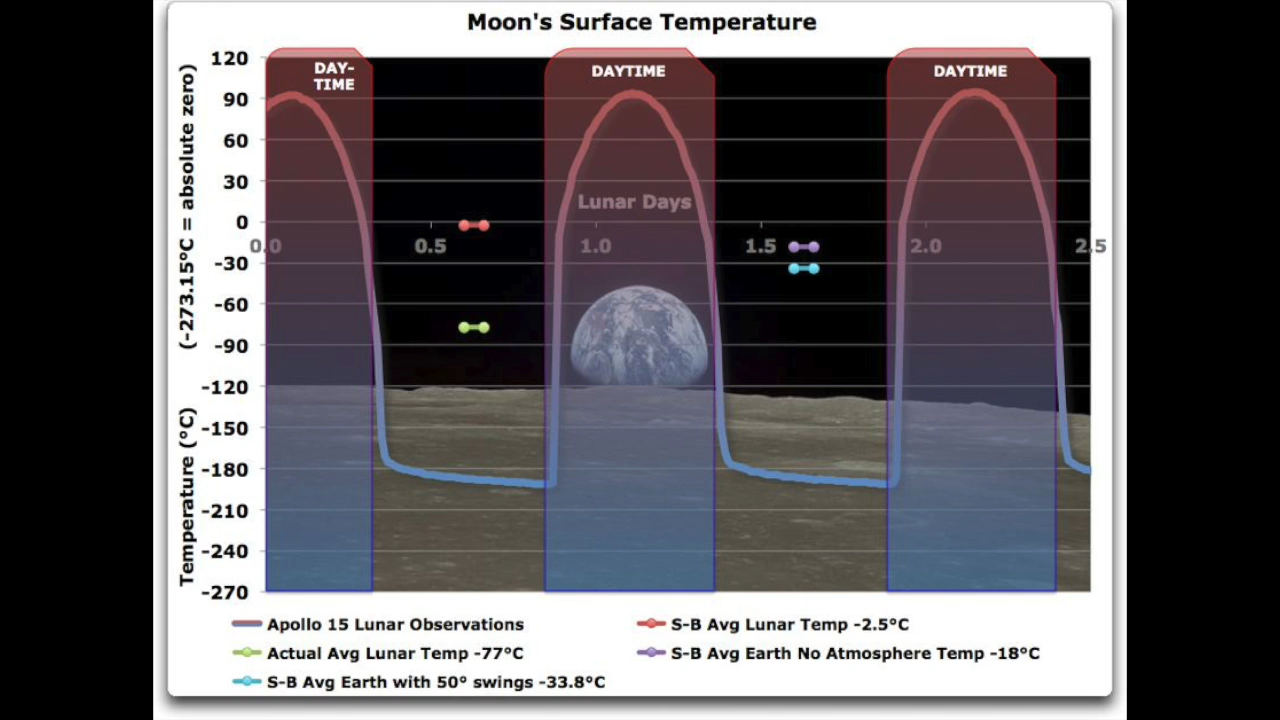 Moon's Surface Temperature
Temperature (°C)   (-273.15°C = absolute zero)
120
90
60
30
0
-30
-60
-90
-120
-150
-180
-210
-240
-270
DAY-
TIME
DAYTIME
DAYTIME
Lunar Days
0.0 0.5 1.0 1.5 2.0 2.5
Apollo 15 Lunar Observations
S-B Avg Lunar Temp -2.5°C
Actual Avg Lunar Temp -77°C
S-B Avg Earth No Atmosphere Temp -18°C
S-B Avg Earth with 50° swings -33.8°C